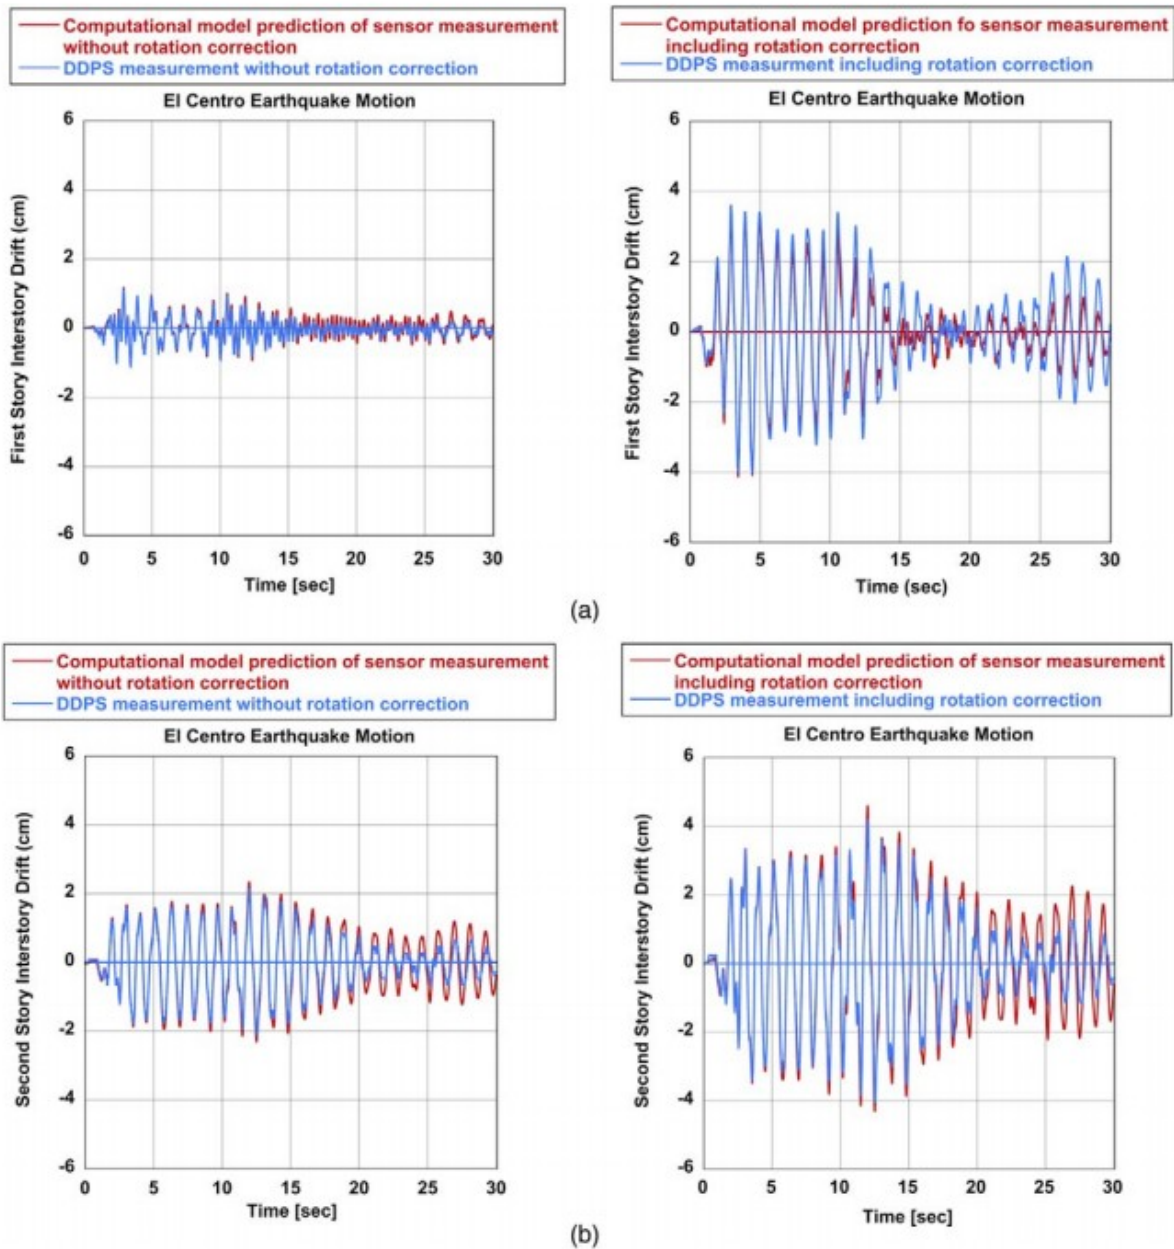 Computational model prediction of sensor measurement
without rotation correction
DDPS measurement without rotation correction
El Centro Earthquake Motion
6
4
2
0
-2
-4
-6
First Story Interstory Drift (cm)
0 5 10 15 20 25 30
Time [sec]
Computational model prediction fo sensor measurement
including rotation correction
DDPS measurment including rotation correction
El Centro Earthquake Motion
6
4
2
0
-2
-4
-6
First Story Interstory Drift (cm)
0 5 10 15 20 25 30
Time (sec)
(a)
Computational model prediction of sensor measurement
without rotation correction
DDPS measurement without rotation correction
El Centro Earthquake Motion
6
4
2
0
-2
-4
-6
Second Story Interstory Drift (cm)
0 5 10 15 20 25 30
Time [sec]
Computational model prediction of sensor measurement
including rotation correction
DDPS measurement including rotation correction
El Centro Earthquake Motion
6
4
2
0
-2
-4
-6
Second Story Interstory Drift (cm)
0 5 10 15 20 25 30
Time [sec]
(b)